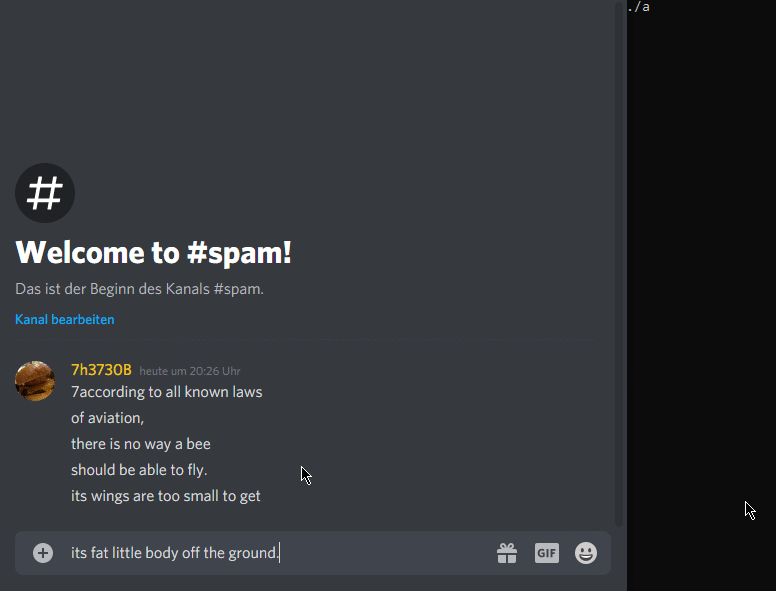 ./a
#
Welcome to #spam!
Das ist der Beginn des Kanals #spam.
Kanal bearbeiten
7h3730B heute um 20:26 Uhr
7according to all known laws
of aviation,
there is no way a bee
should be able to fly.
its wings are too small to get
its fat little body off the ground.
GIF